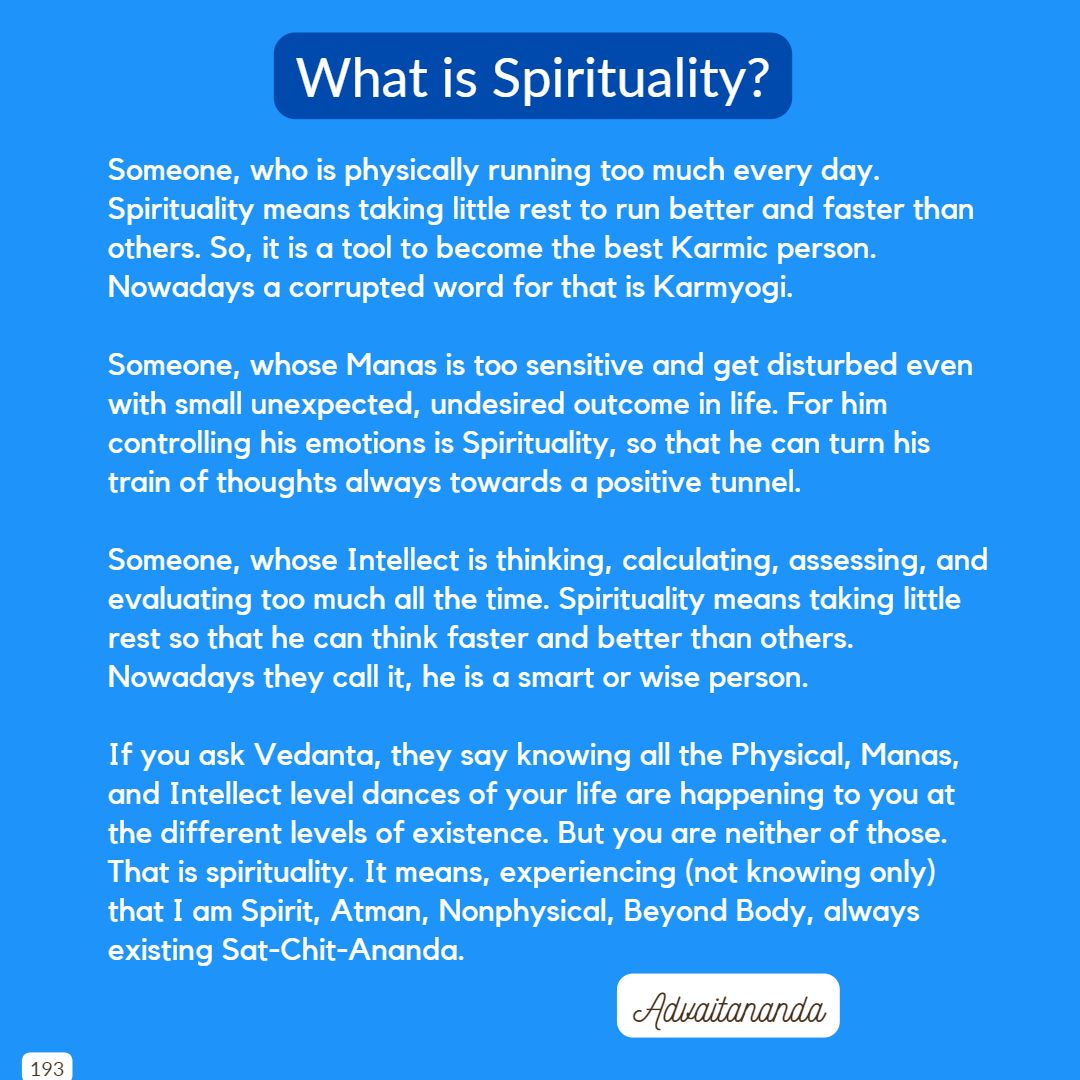 What is Spirituality?
Someone, who is physically running too much every day.
Spirituality means taking little rest to run better and faster than
others. So, it is a tool to become the best Karmic person.
Nowadays a corrupted word for that is Karmyogi.
Someone, whose Manas is too sensitive and get disturbed even
with small unexpected, undesired outcome in life. For him
controlling his emotions is Spirituality, so that he can turn his
train of thoughts always towards a positive tunnel.
Someone, whose Intellect is thinking, calculating, assessing, and
evaluating too much all the time. Spirituality means taking little
rest so that he can think faster and better than others.
Nowadays they call it, he is a smart or wise person.
If you ask Vedanta, they say knowing all the Physical, Manas,
and Intellect level dances of your life are happening to you at
the different levels of existence. But you are neither of those.
That is spirituality. It means, experiencing (not knowing only)
that I am Spirit, Atman, Nonphysical, Beyond Body, always
existing Sat-Chit-Ananda.
Advaitananda
193